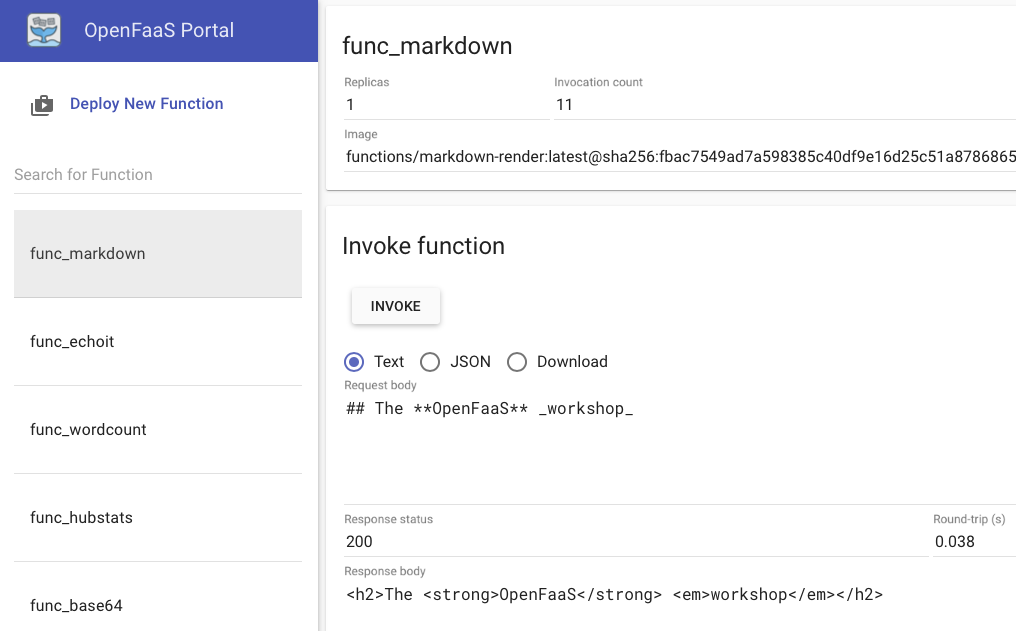 OpenFaaS Portal
Deploy New Function
Search for Function
func_markdown
func_echoit
func_wordcount
func_hubstats
func_base64
func_markdown
Replicas Invocation count
1 11
Image
functions/markdown-render:latest@sha256:fbac7549ad7a598385c40df9e16d25c51a8786865
Invoke function
INVOKE
Text JSON Download
Request body
## The **OpenFaaS** _workshop_
Response status Round-trip (s)
200 0.038
Response body
<h2>The <strong>OpenFaaS</strong> <em>workshop</em></h2>